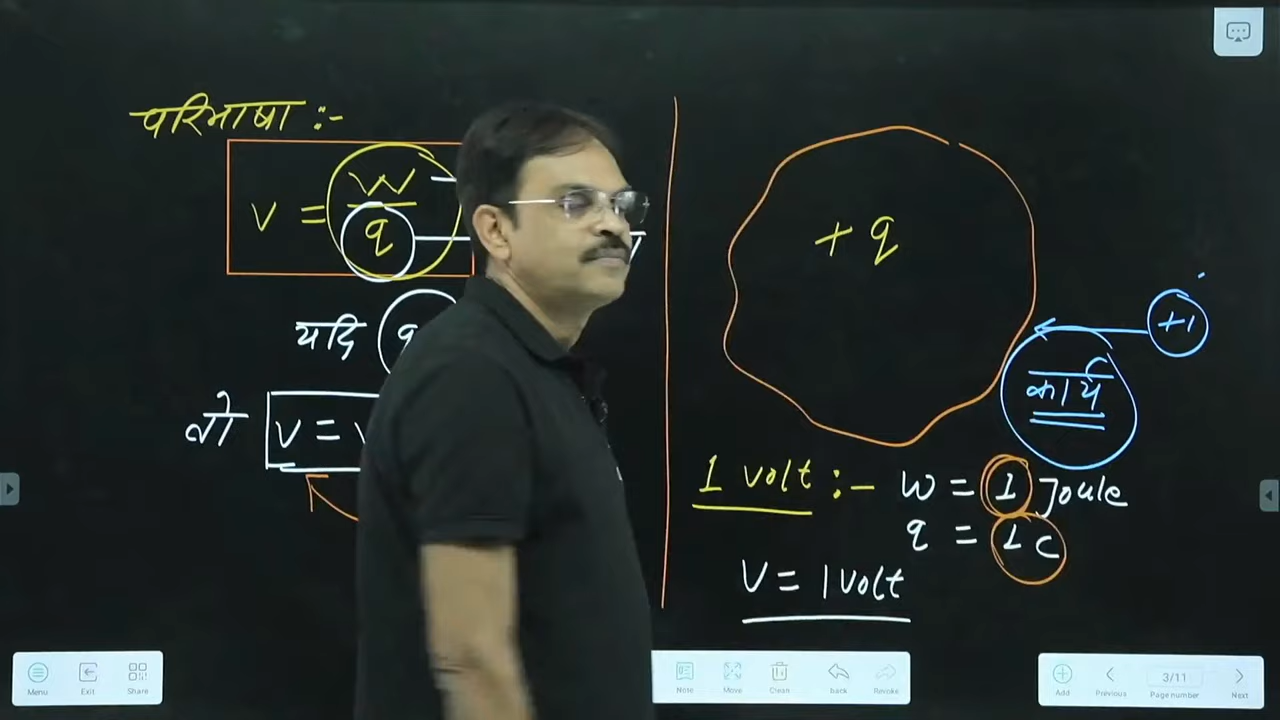 परिभाषा :-
V = W/q
यदि q
तो V =
+ q
+1
कार्य
1 volt :- W = 1 Joule
q = 1 C
V = 1 volt
Menu Exit Share
Note Move Clean back Revoke
Add Previous 3/11 Page number Next